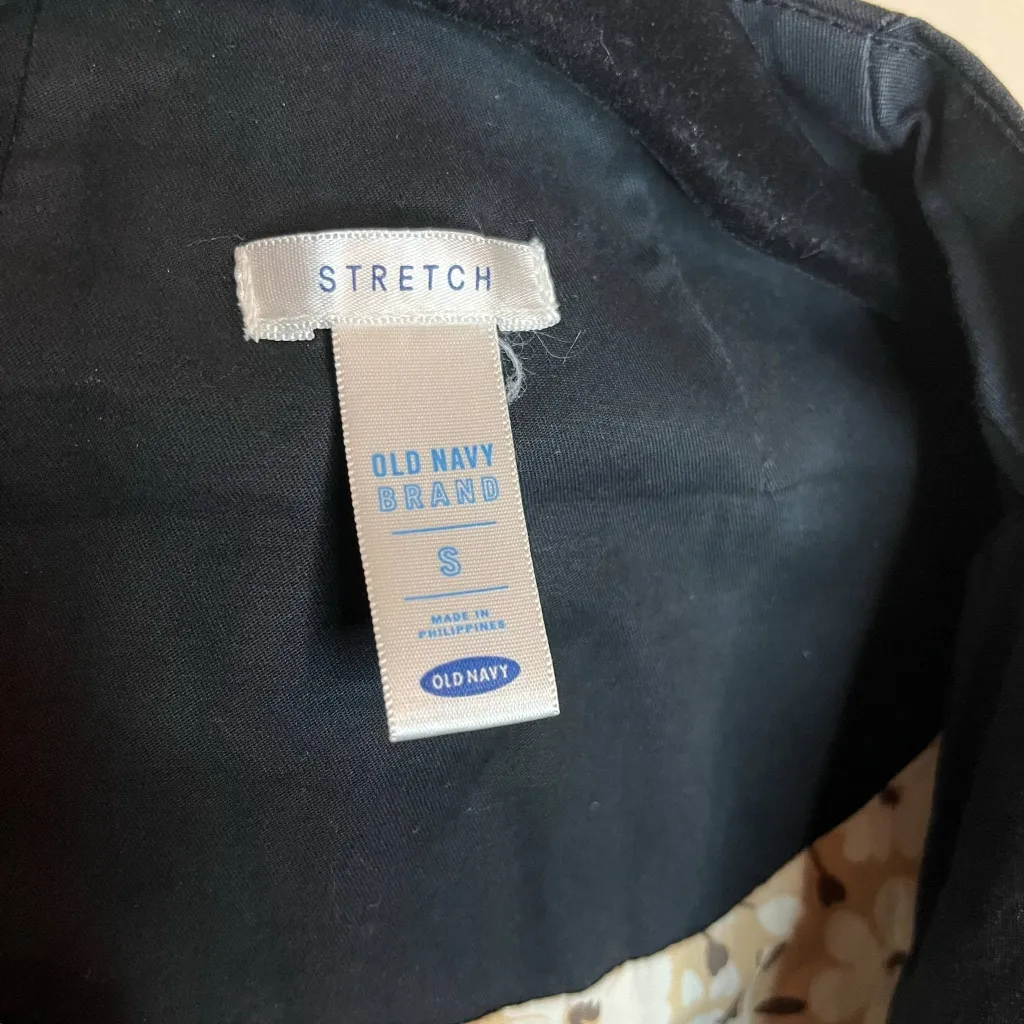 STRETCH
OLD NAVY
BRAND
S
MADE IN
PHILIPPINES
OLD NAVY